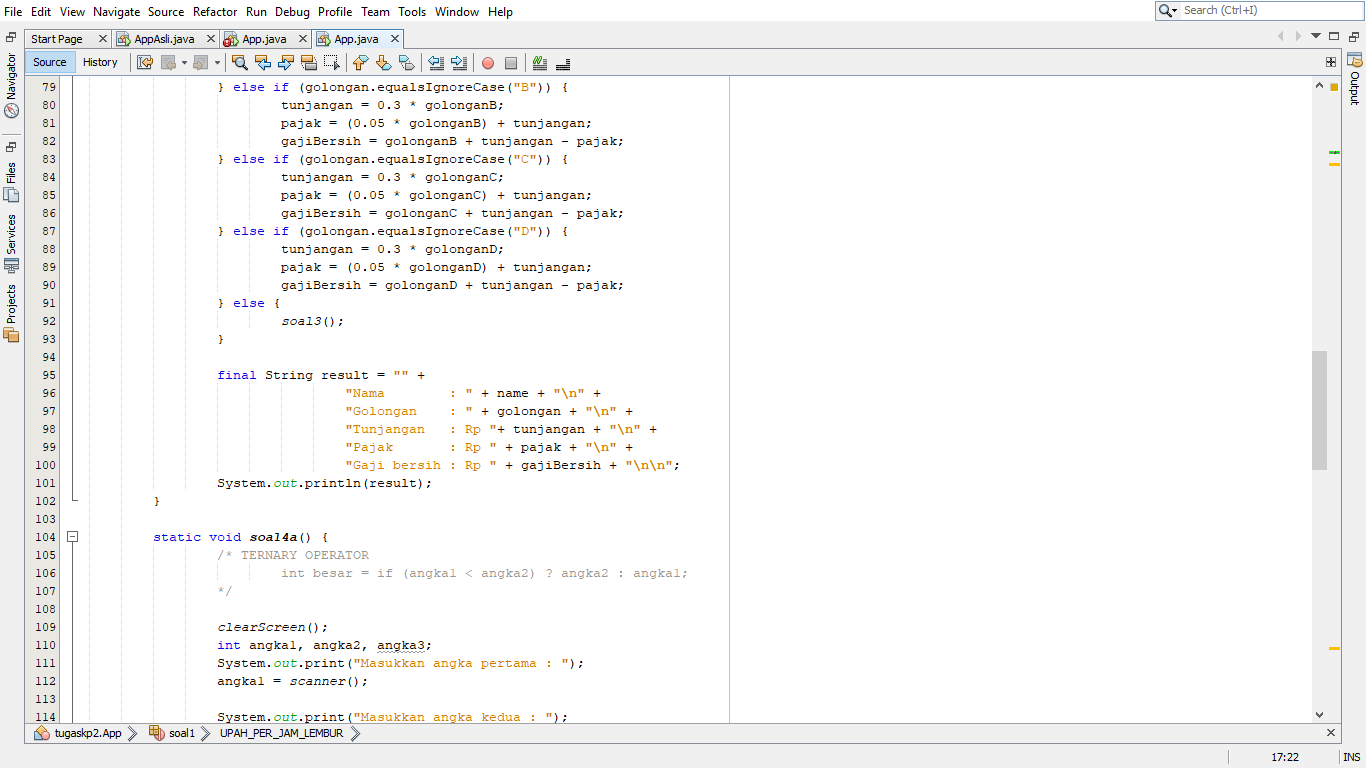 File Edit View Navigate Source Refactor Run Debug Profile Team Tools Window Help
Search (Ctrl+I)
Start Page AppAsli.java App.java App.java
Source History
Navigator
Files
Services
Projects
Output
79 } else if (golongan.equalsIgnoreCase("B")) {
80 tunjangan = 0.3 * golonganB;
81 pajak = (0.05 * golonganB) + tunjangan;
82 gajiBersih = golonganB + tunjangan - pajak;
83 } else if (golongan.equalsIgnoreCase("C")) {
84 tunjangan = 0.3 * golonganC;
85 pajak = (0.05 * golonganC) + tunjangan;
86 gajiBersih = golonganC + tunjangan - pajak;
87 } else if (golongan.equalsIgnoreCase("D")) {
88 tunjangan = 0.3 * golonganD;
89 pajak = (0.05 * golonganD) + tunjangan;
90 gajiBersih = golonganD + tunjangan - pajak;
91 } else {
92 soal3();
93 }
94
95 final String result = "" +
96 "Nama : " + name + "\n" +
97 "Golongan : " + golongan + "\n" +
98 "Tunjangan : Rp "+ tunjangan + "\n" +
99 "Pajak : Rp " + pajak + "\n" +
100 "Gaji bersih : Rp " + gajiBersih + "\n\n";
101 System.out.println(result);
102 }
103
104 static void soal4a() {
105 /* TERNARY OPERATOR
106 int besar = if (angka1 < angka2) ? angka2 : angka1;
107 */
108
109 clearScreen();
110 int angka1, angka2, angka3;
111 System.out.print("Masukkan angka pertama : ");
112 angka1 = scanner();
113
114 System.out.print("Masukkan angka kedua : ");
tugaskp2.App soal1 UPAH_PER_JAM_LEMBUR
17:22 INS